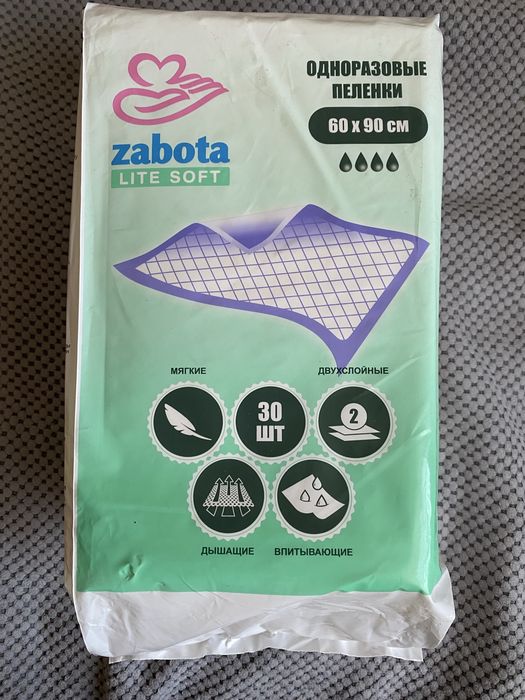 zabota
LITE SOFT
ОДНОРАЗОВЫЕ
ПЕЛЕНКИ
60 х 90 см
МЯГКИЕ
30
ШТ
ДВУХСЛОЙНЫЕ
2
ДЫШАЩИЕ
ВПИТЫВАЮЩИЕ